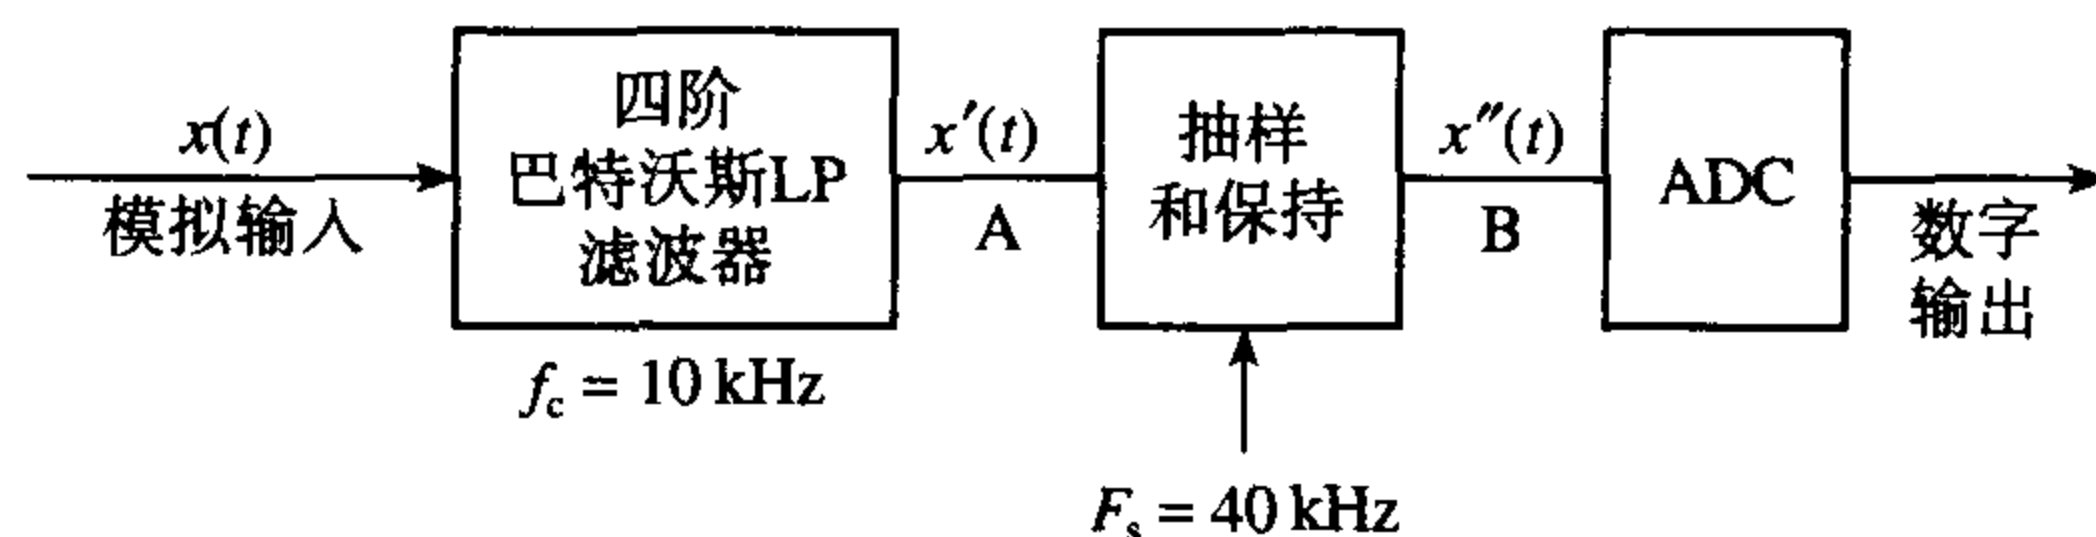 x(t)
模拟输入
四阶
巴特沃斯LP
滤波器
f_c = 10 kHz
x′(t)
A
抽样
和保持
F_s = 40 kHz
x″(t)
B
ADC
数字
输出